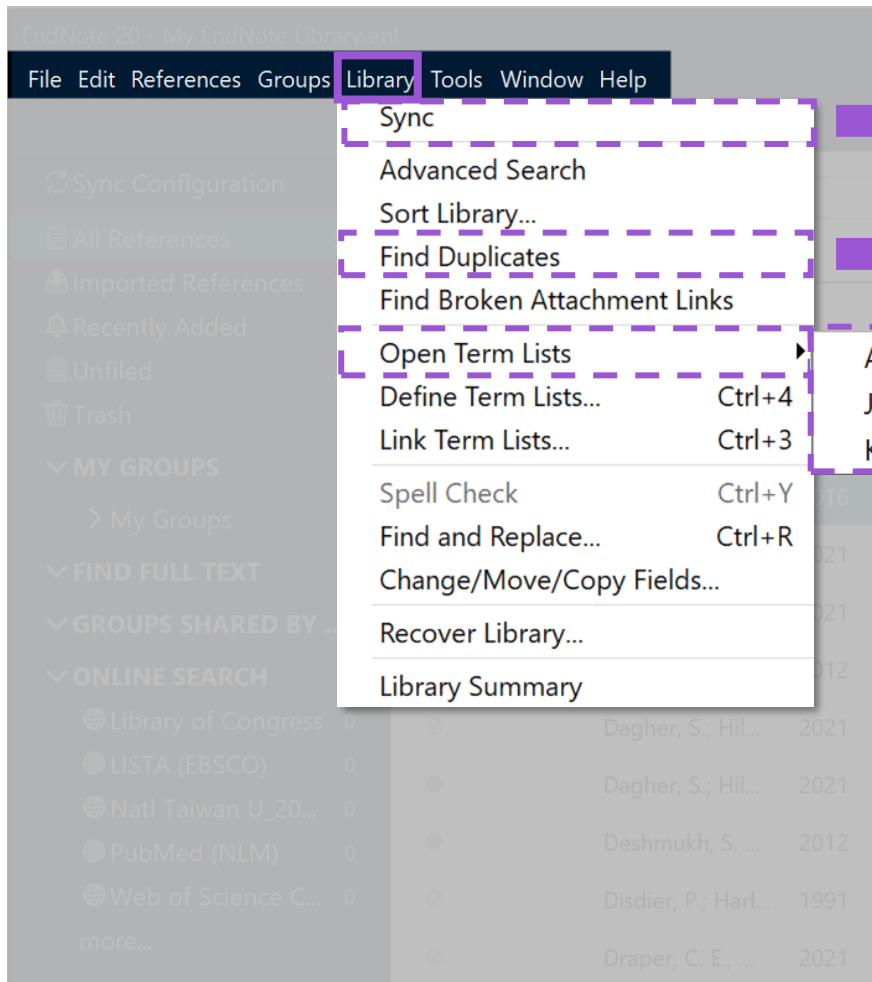 EndNote 20 - My EndNote Library.enl
File Edit References Groups Library Tools Window Help
Sync
Advanced Search
Sort Library...
Find Duplicates
Find Broken Attachment Links
Open Term Lists
Define Term Lists... Ctrl+4
Link Term Lists... Ctrl+3
Spell Check Ctrl+Y
Find and Replace... Ctrl+R
Change/Move/Copy Fields...
Recover Library...
Library Summary
Sync Configuration
All References
Imported References
Recently Added
Unfiled
Trash
MY GROUPS
My Groups
FIND FULL TEXT
GROUPS SHARED BY ...
ONLINE SEARCH
Library of Congress 0
LISTA (EBSCO) 0
Natl Taiwan U_20... 0
PubMed (NLM) 0
Web of Science C... 0
more...
Dagher, S.; Hil... 2021
Dagher, S.; Hil... 2021
Deshmukh, S. ... 2012
Disdier, P.; Harl... 1991
Draper, C. E.; ... 2021